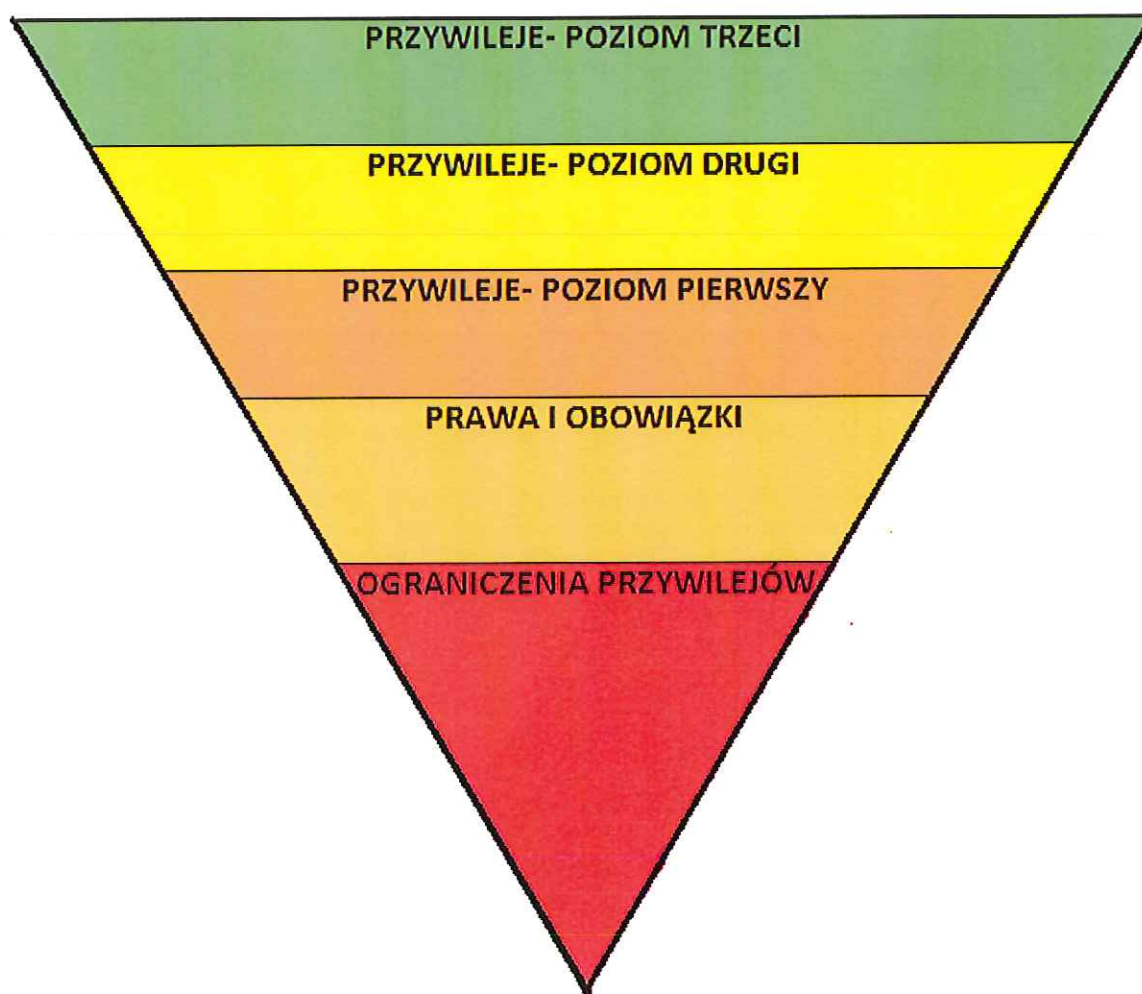 PRZYWILEJE- POZIOM TRZECI
PRZYWILEJE- POZIOM DRUGI
PRZYWILEJE- POZIOM PIERWSZY
PRAWA I OBOWIĄZKI
OGRANICZENIA PRZYWILEJÓW